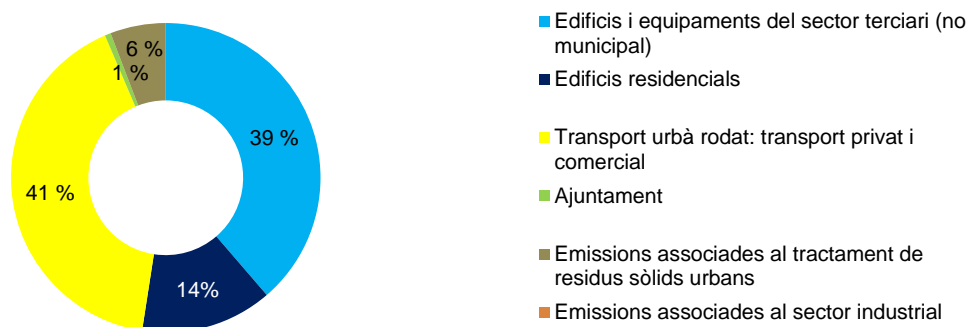 6 %
1 %
39 %
41 %
14%
Edificis i equipaments del sector terciari (no
municipal)
Edificis residencials
Transport urbà rodat: transport privat i
comercial
Ajuntament
Emissions associades al tractament de
residus sòlids urbans
Emissions associades al sector industrial